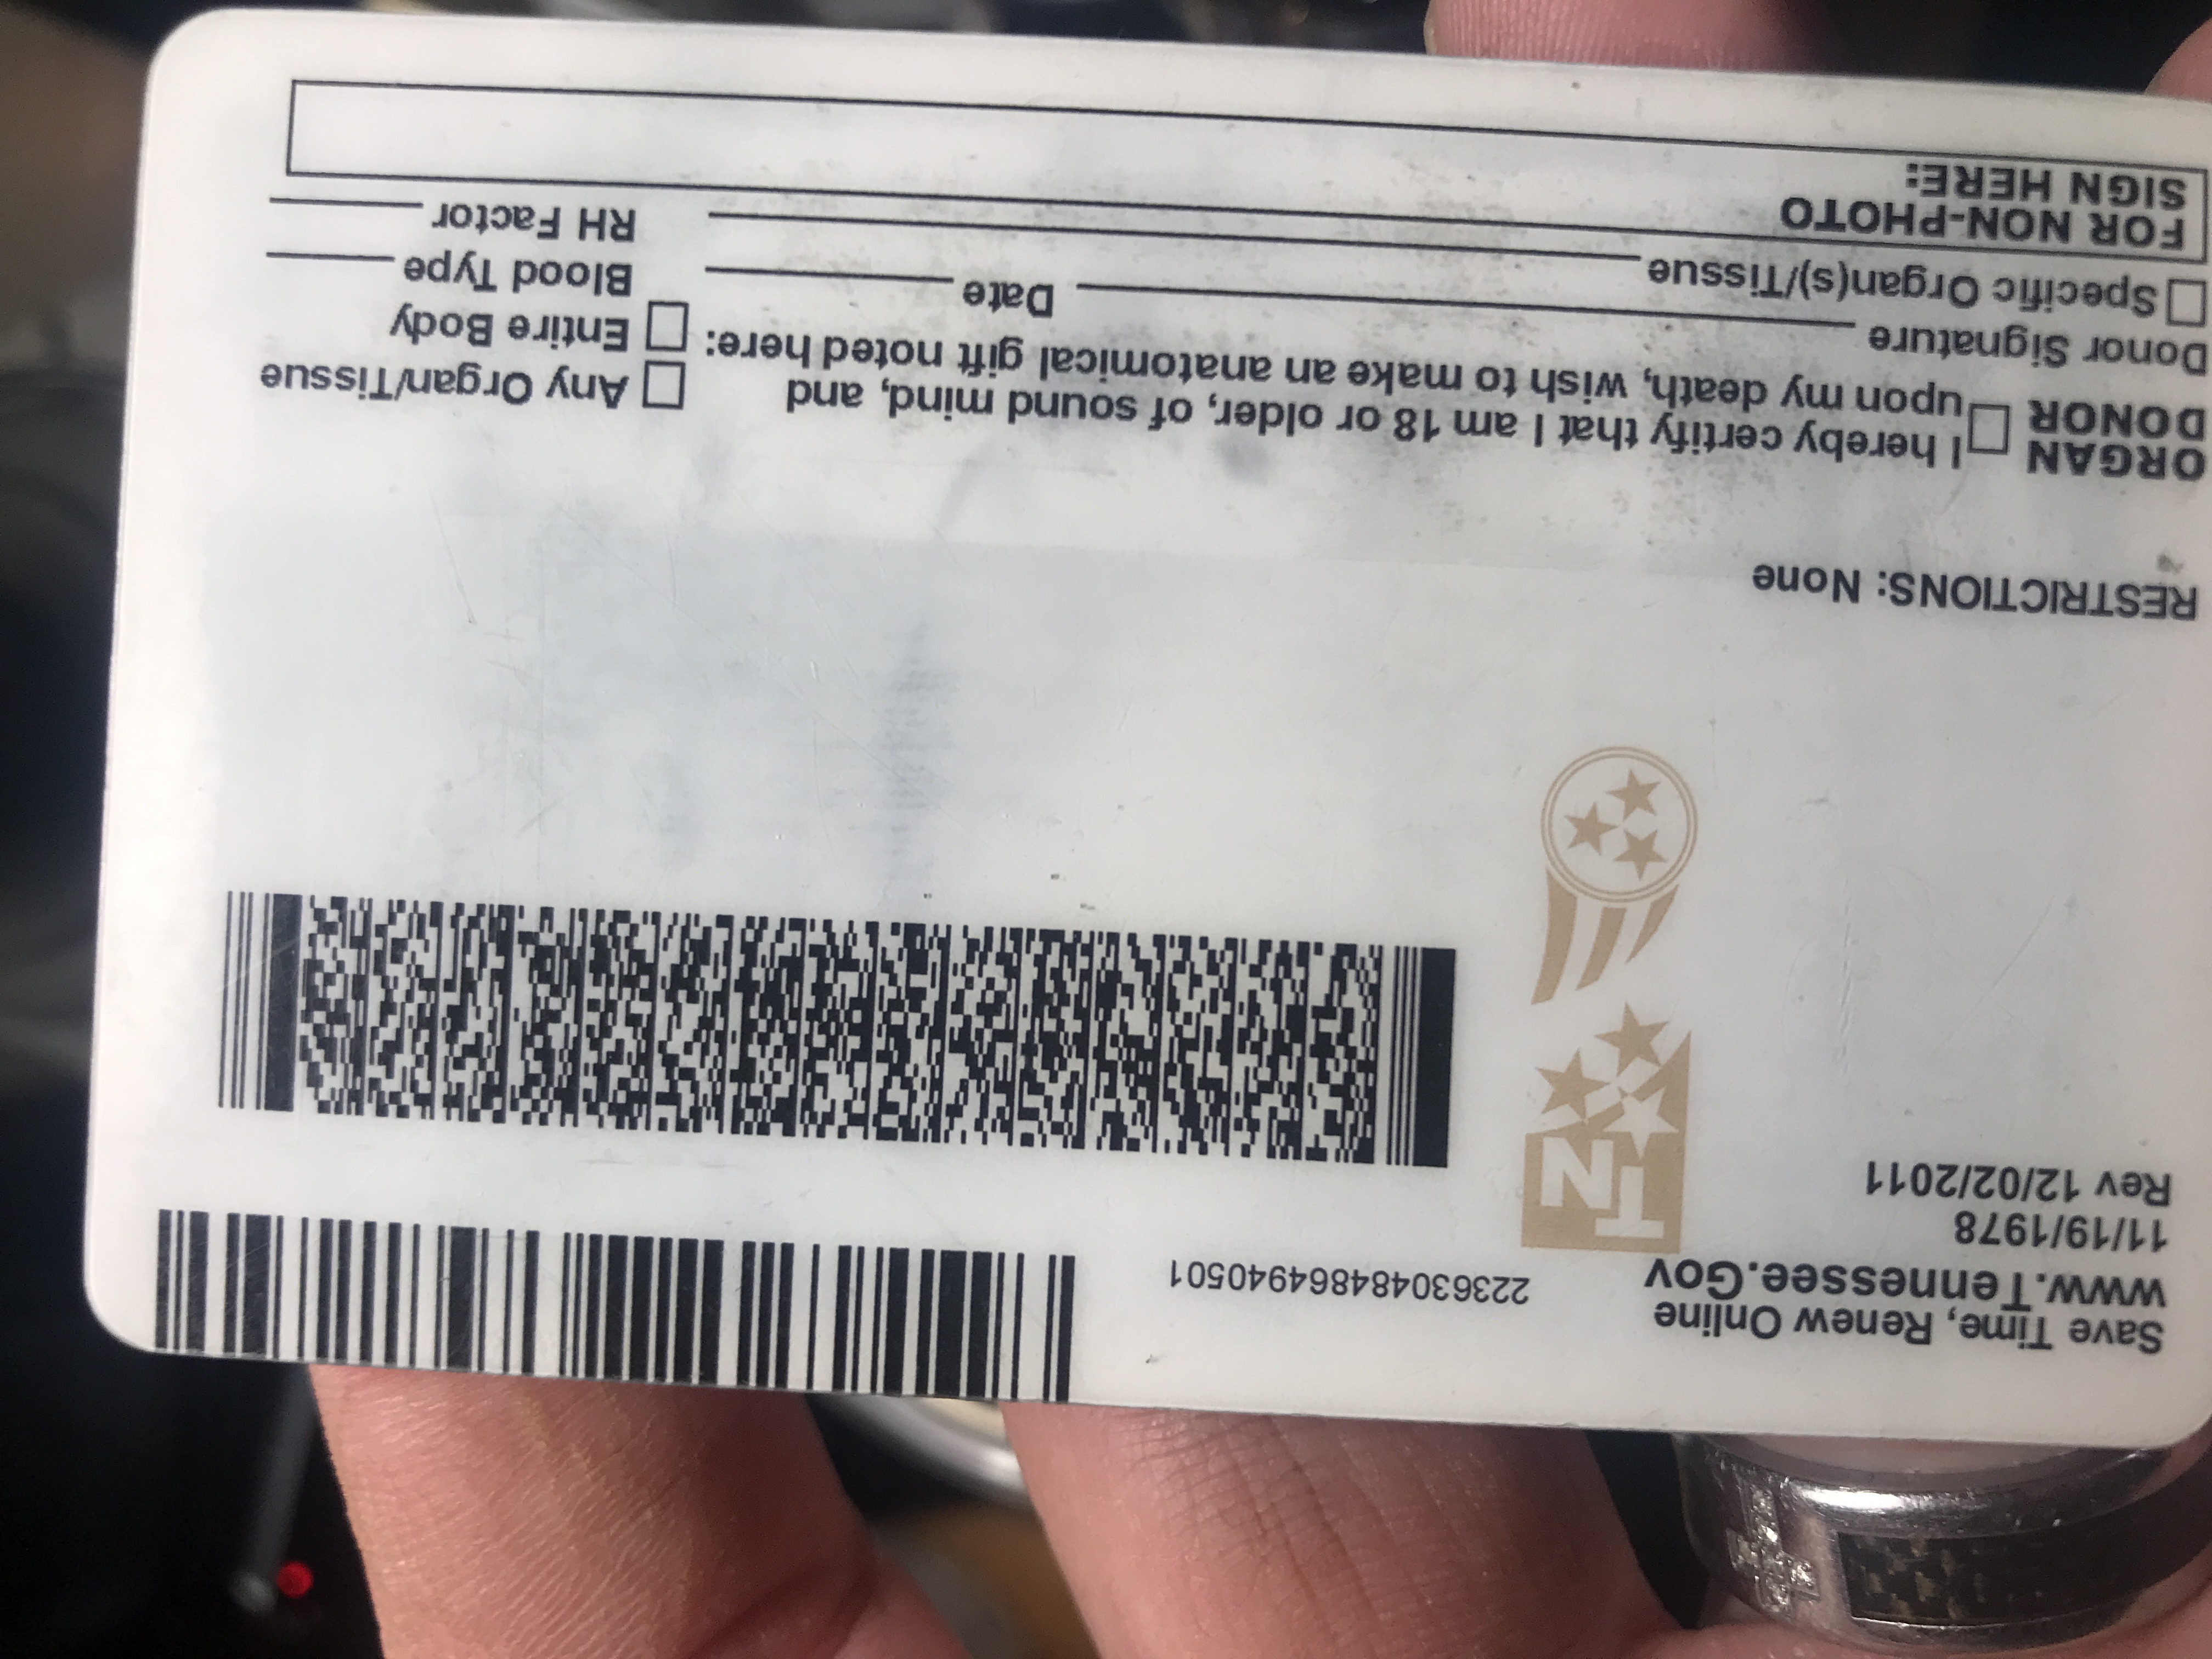 Save Time, Renew Online
www.Tennessee.Gov
11/19/1978
Rev 12/02/2011
223630484864940501
TN
RESTRICTIONS: None
ORGAN DONOR
I hereby certify that I am 18 or older, of sound mind, and
upon my death, wish to make an anatomical gift noted here:
Any Organ/Tissue
Entire Body
Donor Signature
Date
Blood Type
Specific Organ(s)/Tissue
RH Factor
FOR NON-PHOTO
SIGN HERE: